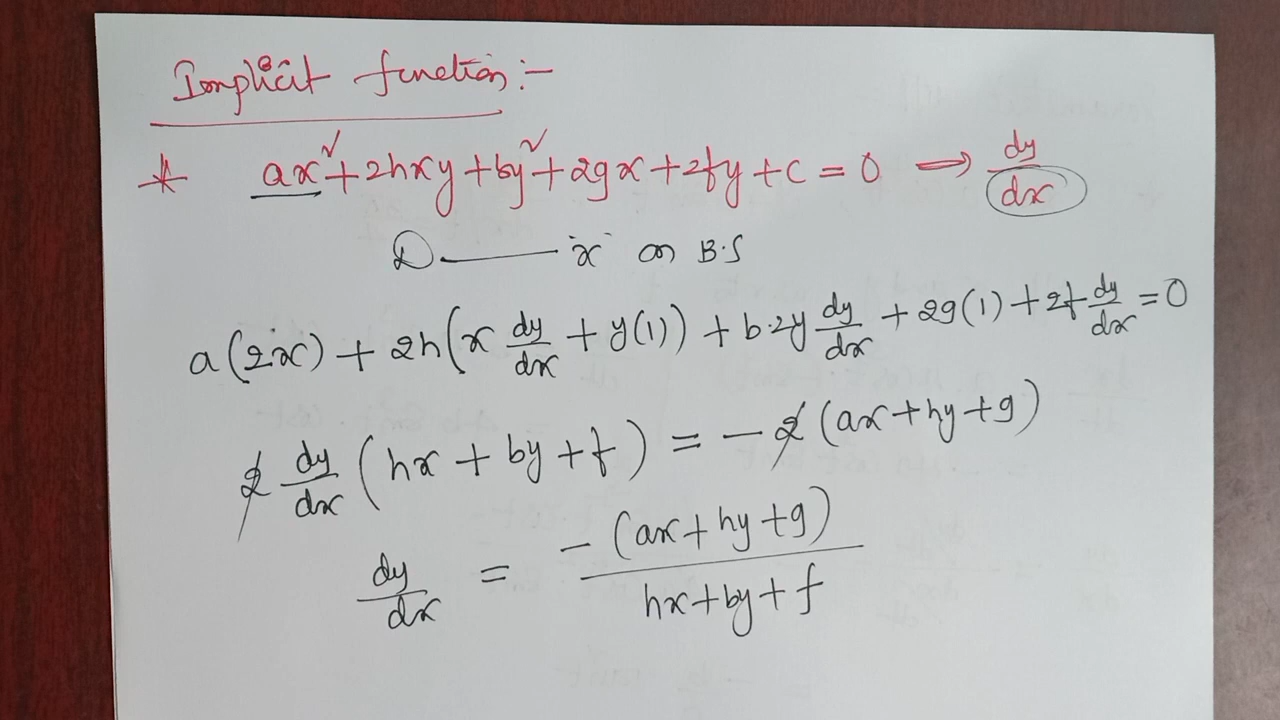 Implicit function:-
* ax²+2hxy+by²+2gx+2fy+c=0 ⇒ dy/dx
D——— 'x' on B.S
a(2x) + 2h(x dy/dx + y(1)) + b.2y dy/dx + 2g(1) + 2f dy/dx = 0
2 dy/dx (hx + by + f) = -2 (ax+hy+g)
dy/dx = -(ax+hy+g)/hx+by+f